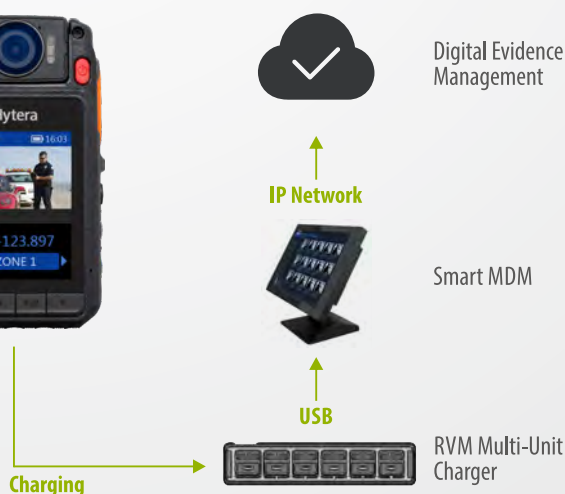 Digital Evidence
Management
ytera
16:03
IP Network
-123.897
ZONE 1
Smart MDM
USB
RVM Multi-Unit
Charger
Charging